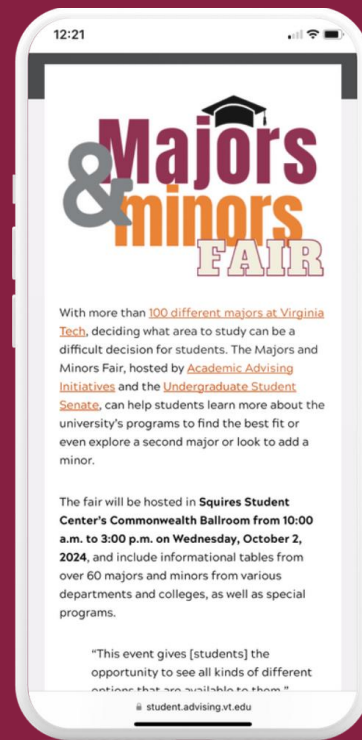 12:21
Majors
&
minors
FAIR
With more than 100 different majors at Virginia
Tech, deciding what area to study can be a
difficult decision for students. The Majors and
Minors Fair, hosted by Academic Advising
Initiatives and the Undergraduate Student
Senate, can help students learn more about the
university's programs to find the best fit or
even explore a second major or look to add a
minor.
The fair will be hosted in Squires Student
Center's Commonwealth Ballroom from 10:00
a.m. to 3:00 p.m. on Wednesday, October 2,
2024, and include informational tables from
over 60 majors and minors from various
departments and colleges, as well as special
programs.
“This event gives [students] the
opportunity to see all kinds of different
options that are available to them.”
student.advising.vt.edu